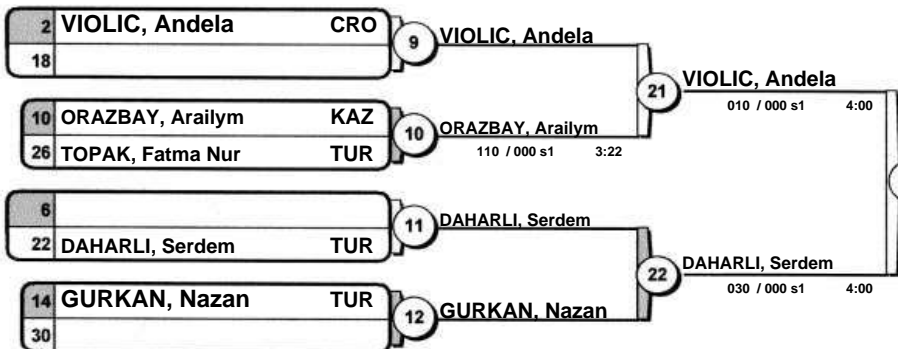 2 VIOLIC, Andela CRO
18
9 VIOLIC, Andela
10 ORAZBAY, Arailym KAZ
26 TOPAK, Fatma Nur TUR
10 ORAZBAY, Arailym
110 / 000 s1 3:22
21 VIOLIC, Andela
010 / 000 s1 4:00
6
22 DAHARLI, Serdem TUR
11 DAHARLI, Serdem
14 GURKAN, Nazan TUR
30
12 GURKAN, Nazan
22 DAHARLI, Serdem
030 / 000 s1 4:00